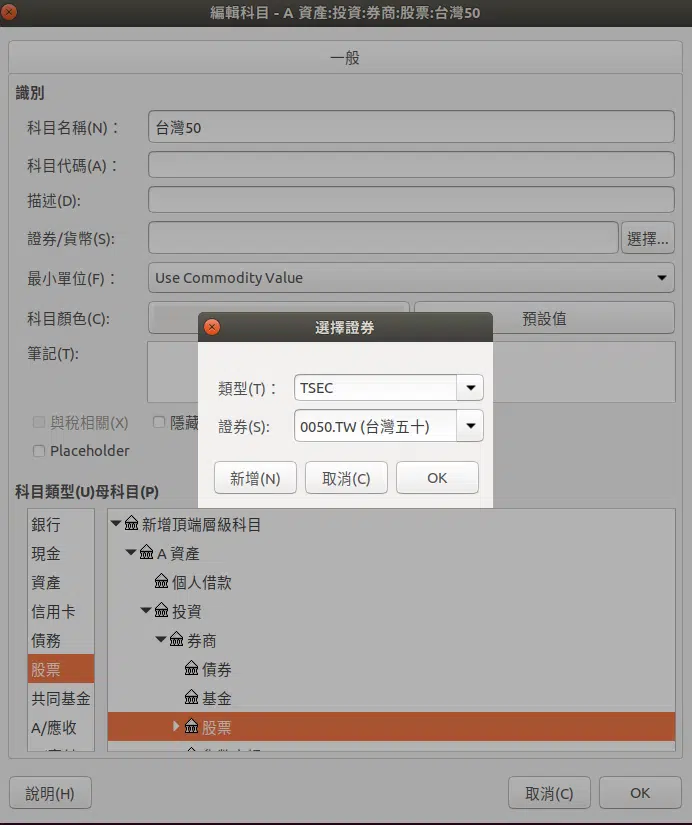 編輯科目 - A 資產:投資:券商:股票:台灣50
一般
識別
科目名稱(N)： 台灣50
科目代碼(A)：
描述(D):
證券/貨幣(S): 選擇...
最小單位(F)： Use Commodity Value
科目顏色(C): 預設值
筆記(T):
與稅相關(X) 隱藏
Placeholder
選擇證券
類型(T)： TSEC
證券(S): 0050.TW (台灣五十)
新增(N) 取消(C) OK
科目類型(U)母科目(P)
銀行
現金
資產
信用卡
債務
股票
共同基金
A/應收
新增頂端層級科目
A 資產
個人借款
投資
券商
債券
基金
股票
說明(H) 取消(C) OK